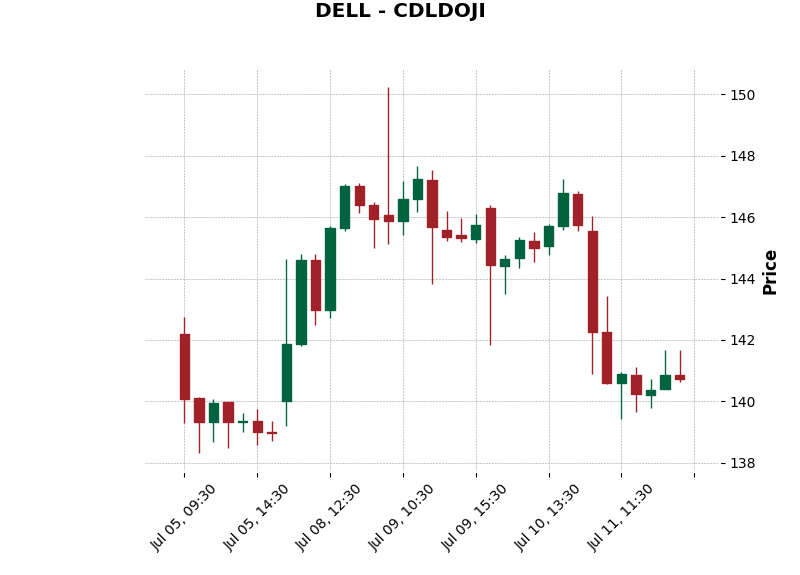 DELL - CDLDOJI
150
148
146
144
142
140
138
Price
Jul 05, 09:30
Jul 05, 14:30
Jul 08, 12:30
Jul 09, 10:30
Jul 09, 15:30
Jul 10, 13:30
Jul 11, 11:30